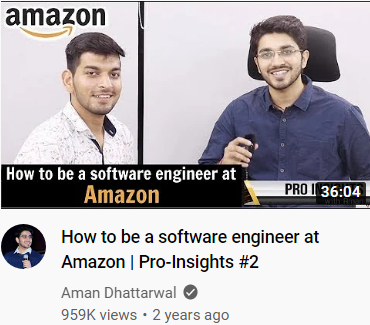 amazon
How to be a software engineer at
Amazon
PRO I
36:04
How to be a software engineer at
Amazon | Pro-Insights #2
Aman Dhattarwal
959K views • 2 years ago